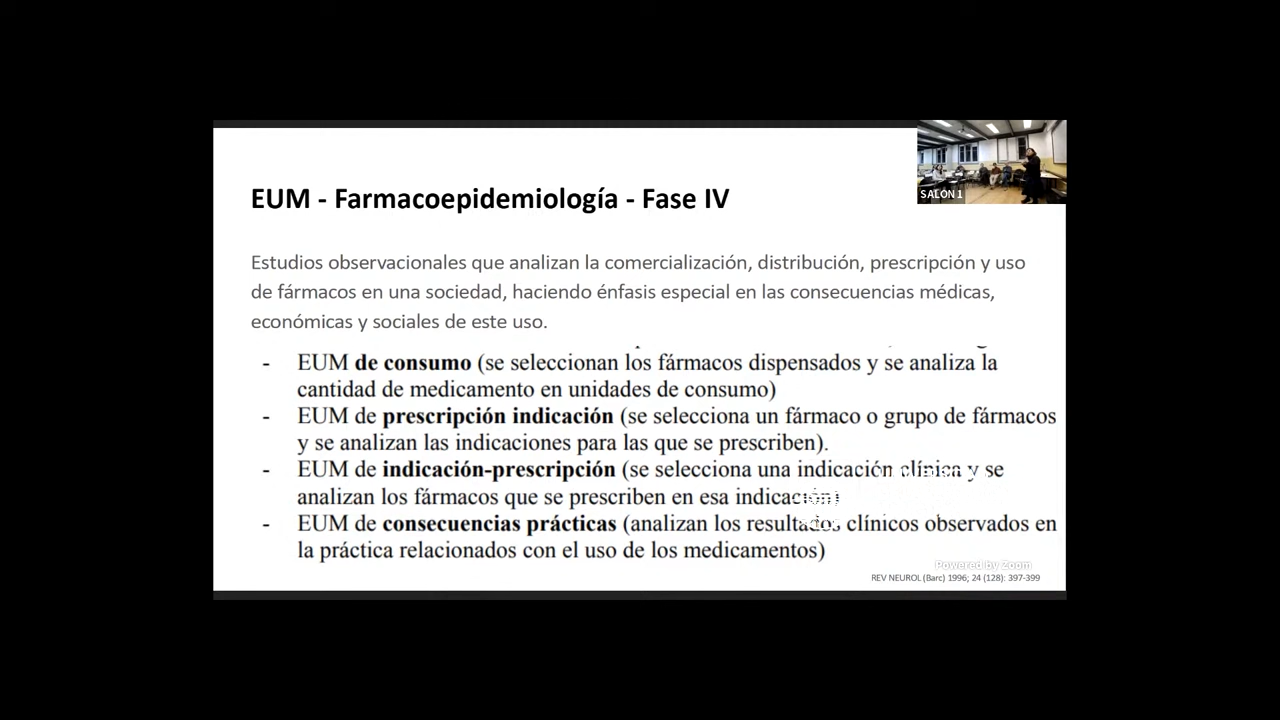 EUM - Farmacoepidemiología - Fase IV
SALÓN 1
Estudios observacionales que analizan la comercialización, distribución, prescripción y uso
de fármacos en una sociedad, haciendo énfasis especial en las consecuencias médicas,
económicas y sociales de este uso.
- EUM de consumo (se seleccionan los fármacos dispensados y se analiza la
cantidad de medicamento en unidades de consumo)
- EUM de prescripción indicación (se selecciona un fármaco o grupo de fármacos
y se analizan las indicaciones para las que se prescriben).
- EUM de indicación-prescripción (se selecciona una indicación clínica y se
analizan los fármacos que se prescriben en esa
- EUM de consecuencias prácticas (analizan los resultados clínicos observados en
la práctica relacionados con el uso de los medicamentos)
Powered by Zoom
REV NEUROL (Barc) 1996; 24 (128): 397-399